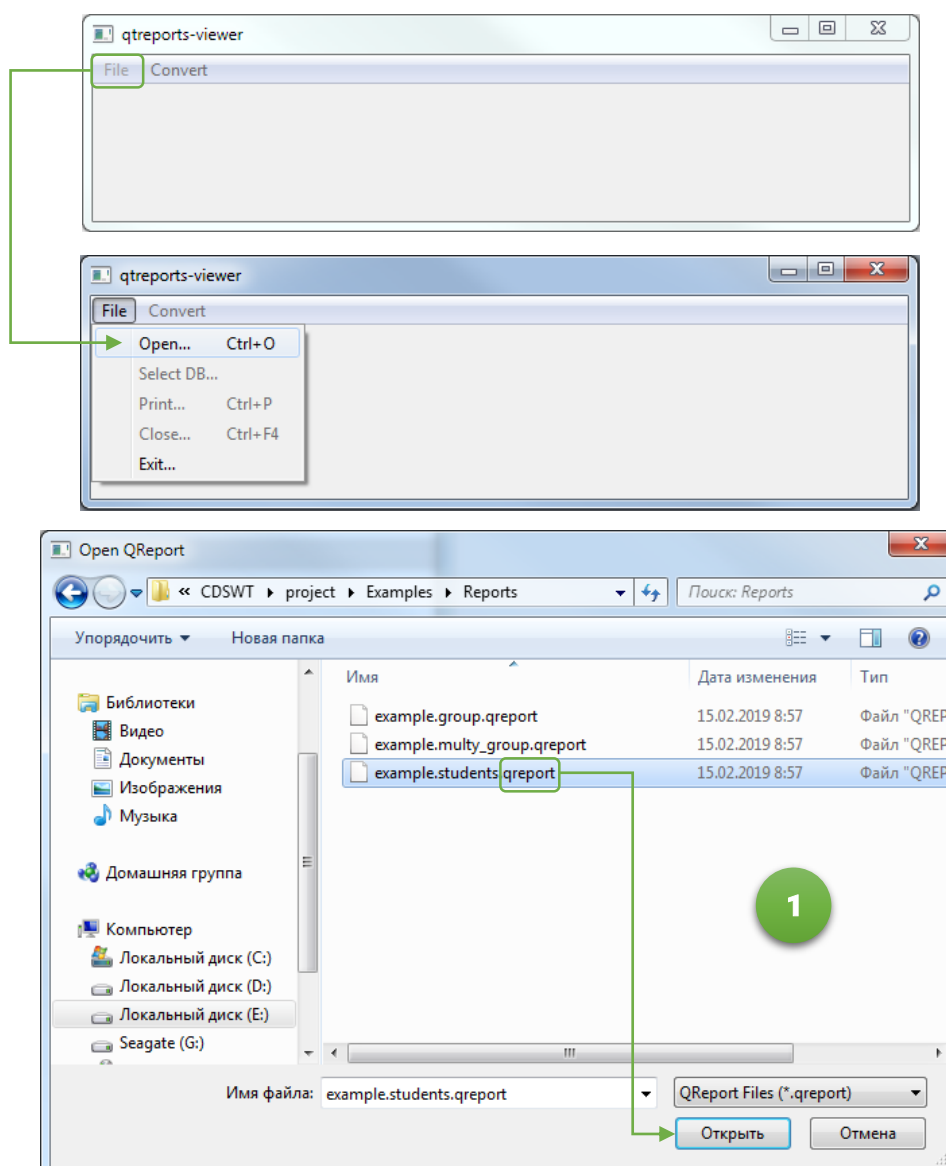 qtreports-viewer
File Convert
qtreports-viewer
File Convert
Open... Ctrl+O
Select DB...
Print... Ctrl+P
Close... Ctrl+F4
Exit...
Open QReport
« CDSWT project Examples Reports Поиск: Reports
Упорядочить Новая папка
Имя Дата изменения Тип
Библиотеки
Видео
Документы
Изображения
Музыка
Домашняя группа
Компьютер
Локальный диск (C:)
Локальный диск (D:)
Локальный диск (E:)
Seagate (G:)
example.group.qreport 15.02.2019 8:57 Файл "QREP
example.multy_group.qreport 15.02.2019 8:57 Файл "QREP
example.students.qreport 15.02.2019 8:57 Файл "QREP
1
Имя файла: example.students.qreport QReport Files (*.qreport)
Открыть Отмена